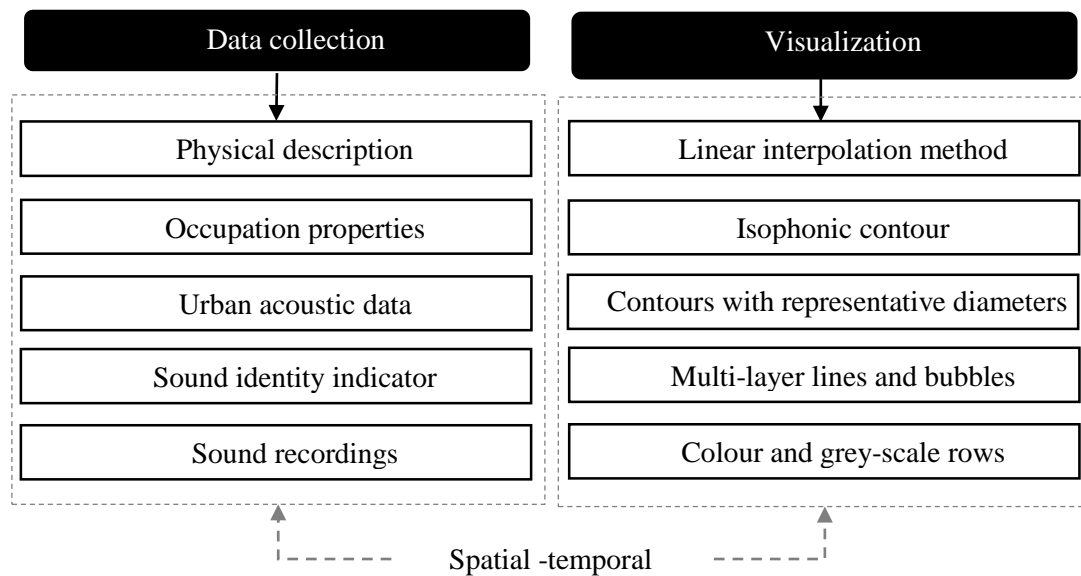 Data collection
Physical description
Occupation properties
Urban acoustic data
Sound identity indicator
Sound recordings
Visualization
Linear interpolation method
Isophonic contour
Contours with representative diameters
Multi-layer lines and bubbles
Colour and grey-scale rows
Spatial -temporal